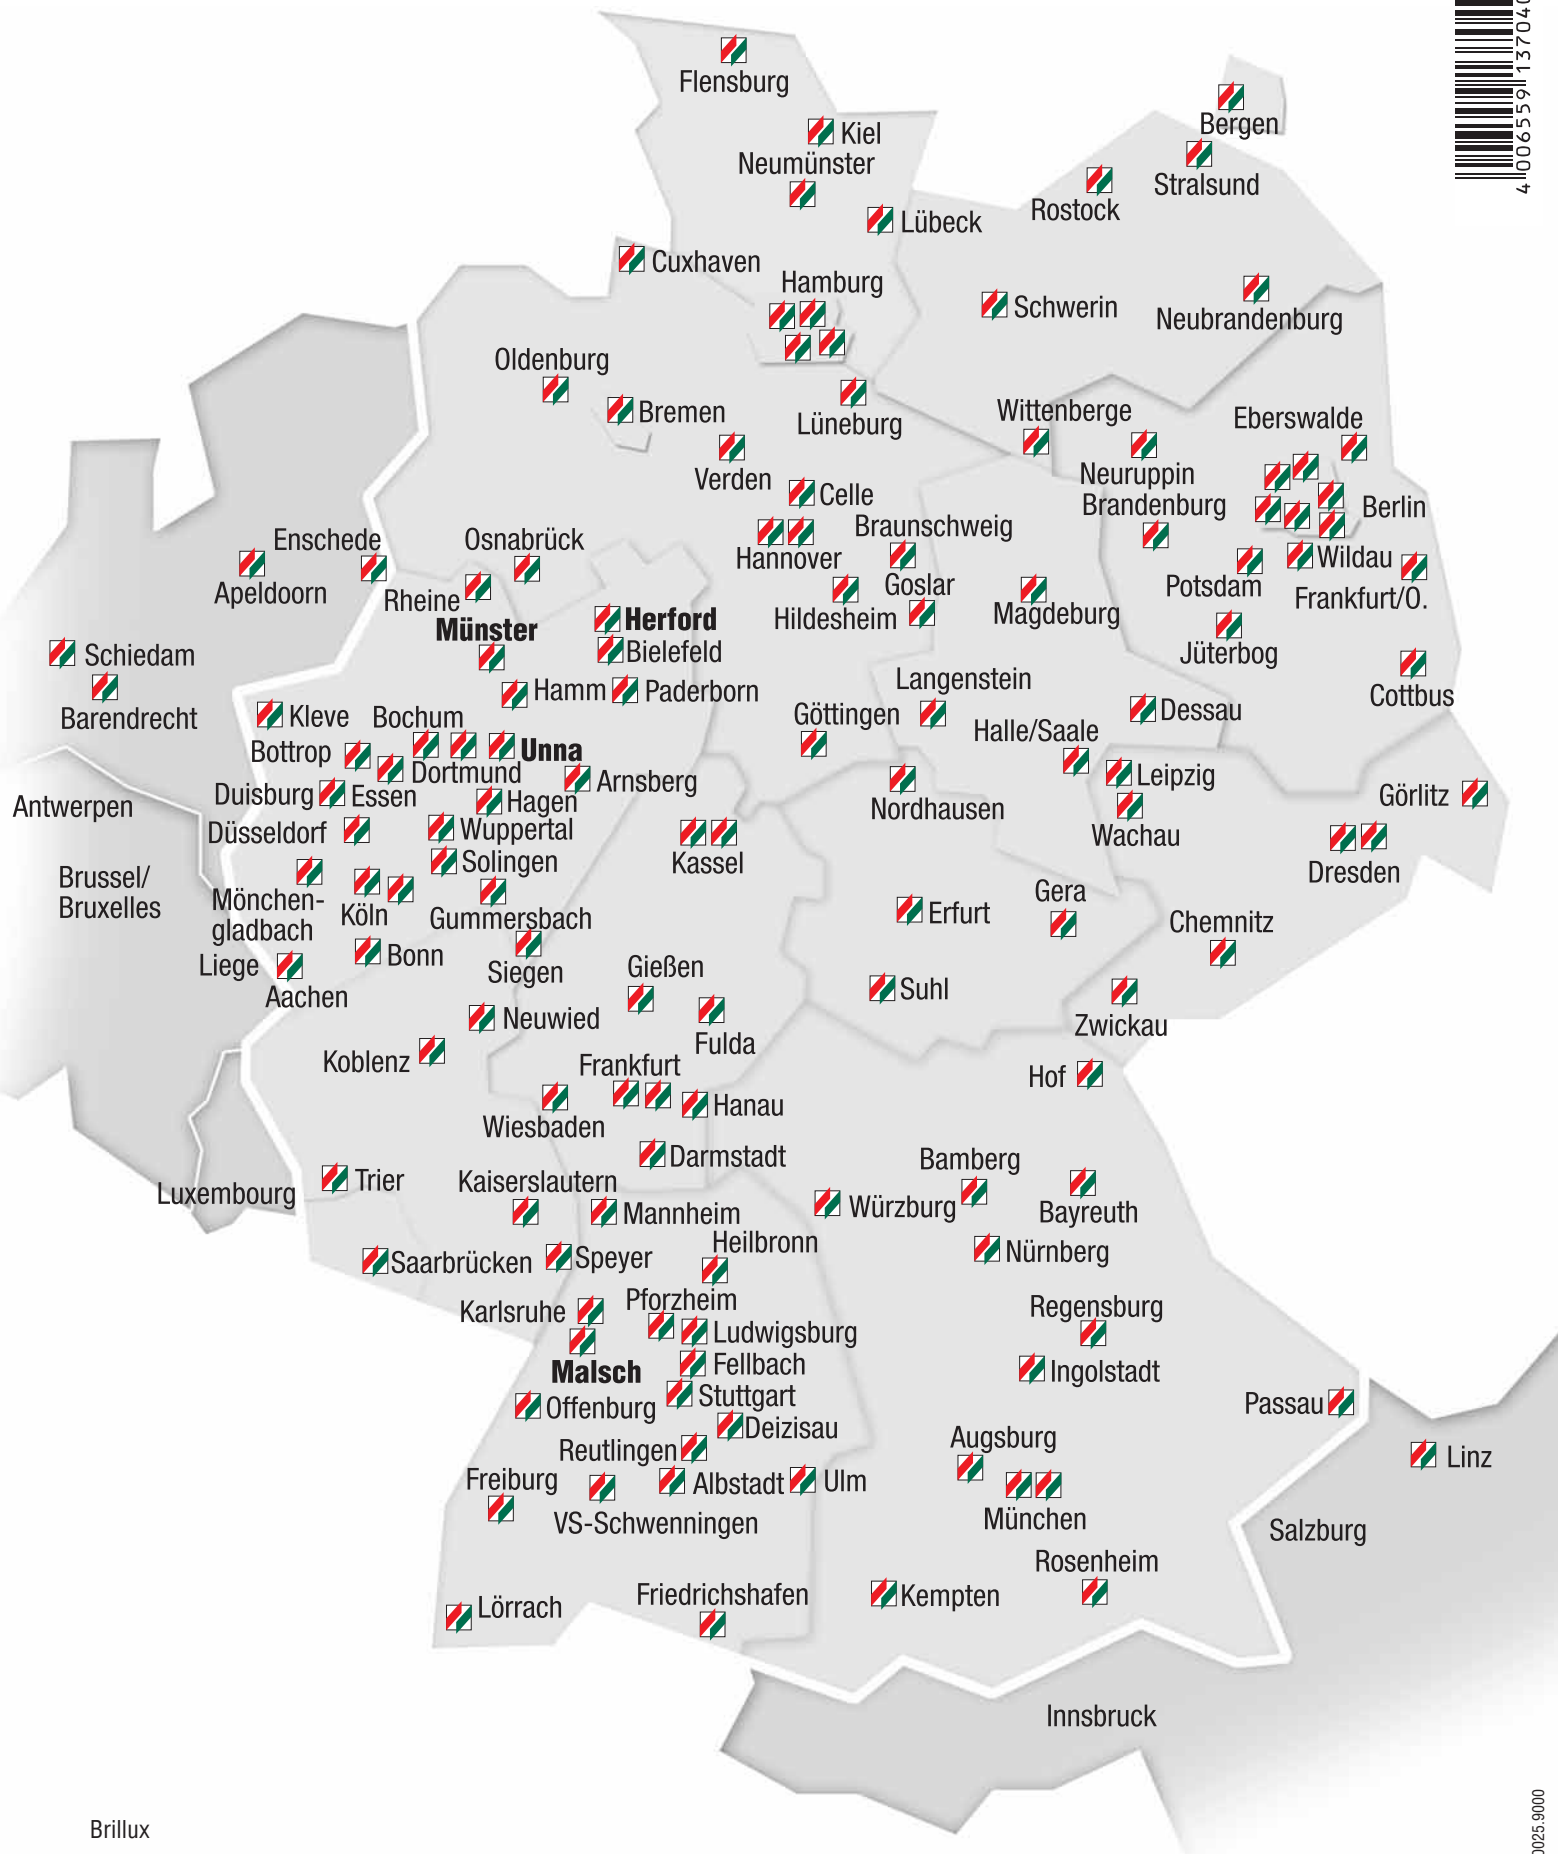 Flensburg
Bergen
Kiel
Neumünster
Stralsund
Rostock
Lübeck
Cuxhaven
Hamburg
Schwerin
Neubrandenburg
Oldenburg
Bremen
Lüneburg
Wittenberge
Eberswalde
Verden
Neuruppin
Celle
Brandenburg
Berlin
Braunschweig
Enschede
Osnabrück
Hannover
Wildau
Goslar
Potsdam
Apeldoorn
Rheine
Frankfurt/O.
Hildesheim
Magdeburg
Herford
Münster
Bielefeld
Jüterbog
Schiedam
Langenstein
Hamm
Paderborn
Cottbus
Barendrecht
Kleve
Bochum
Göttingen
Dessau
Halle/Saale
Bottrop
Unna
Dortmund
Leipzig
Arnsberg
Duisburg
Essen
Görlitz
Hagen
Antwerpen
Nordhausen
Düsseldorf
Wuppertal
Wachau
Solingen
Kassel
Dresden
Brussel/
Bruxelles
Mönchen-
gladbach
Köln
Gummersbach
Gera
Erfurt
Chemnitz
Bonn
Liege
Siegen
Gießen
Aachen
Suhl
Neuwied
Zwickau
Fulda
Koblenz
Frankfurt
Hof
Hanau
Wiesbaden
Darmstadt
Bamberg
Trier
Kaiserslautern
Luxembourg
Würzburg
Mannheim
Bayreuth
Heilbronn
Nürnberg
Saarbrücken
Speyer
Pforzheim
Karlsruhe
Regensburg
Ludwigsburg
Fellbach
Malsch
Ingolstadt
Stuttgart
Passau
Offenburg
Deizisau
Augsburg
Reutlingen
Linz
Freiburg
Albstadt
Ulm
München
VS-Schwenningen
Salzburg
Rosenheim
Friedrichshafen
Kempten
Lörrach
Innsbruck
Brillux